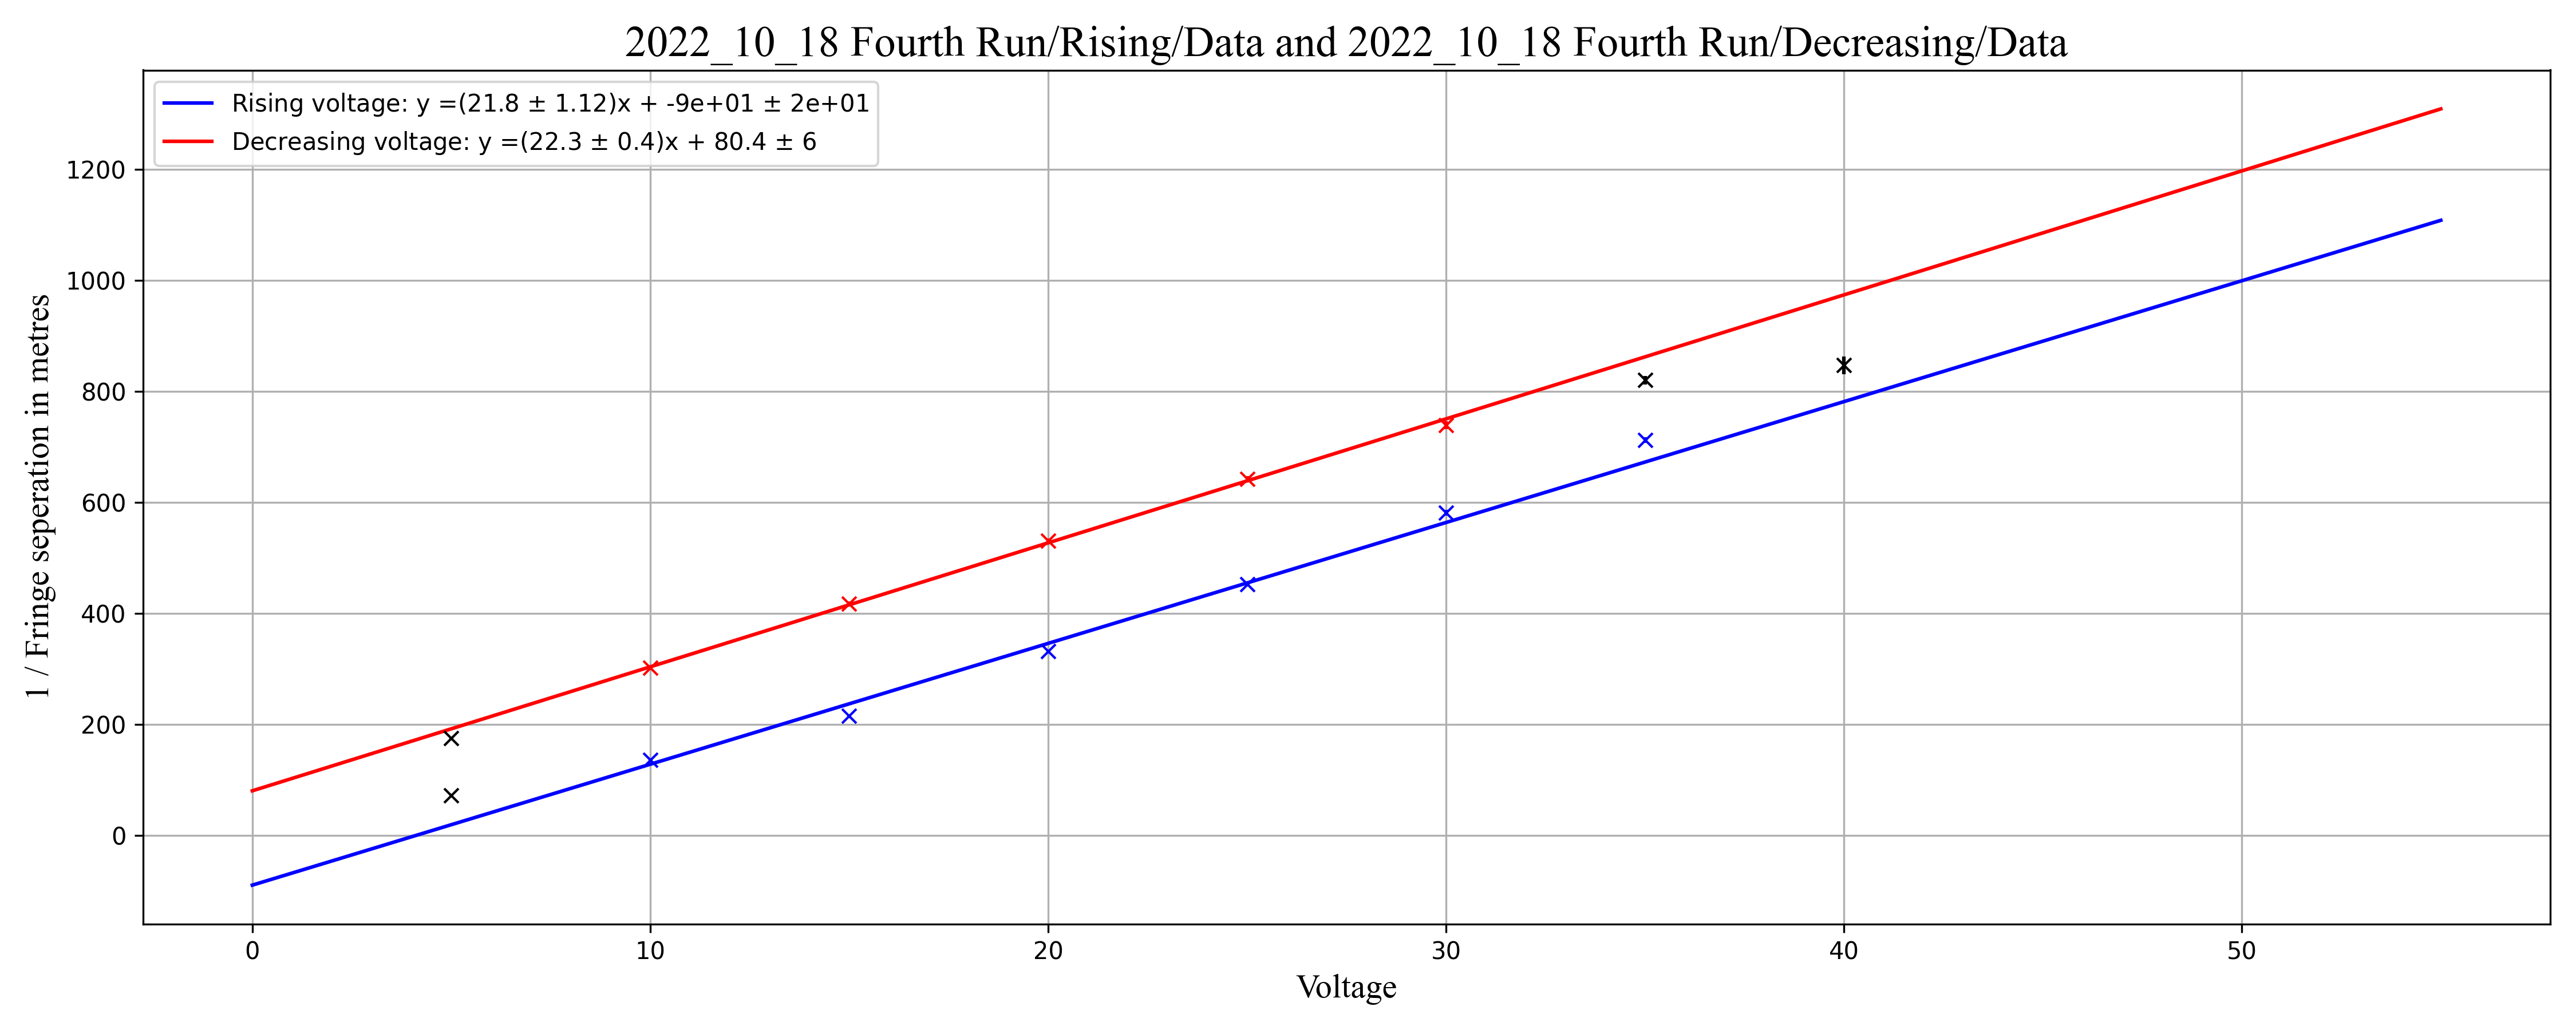 2022_10_18 Fourth Run/Rising/Data and 2022_10_18 Fourth Run/Decreasing/Data
Rising voltage: y =(21.8 ± 1.12)x + -9e+01 ± 2e+01
Decreasing voltage: y =(22.3 ± 0.4)x + 80.4 ± 6
1 / Fringe seperation in metres
1200
1000
800
600
400
200
0
0 10 20 30 40 50
Voltage